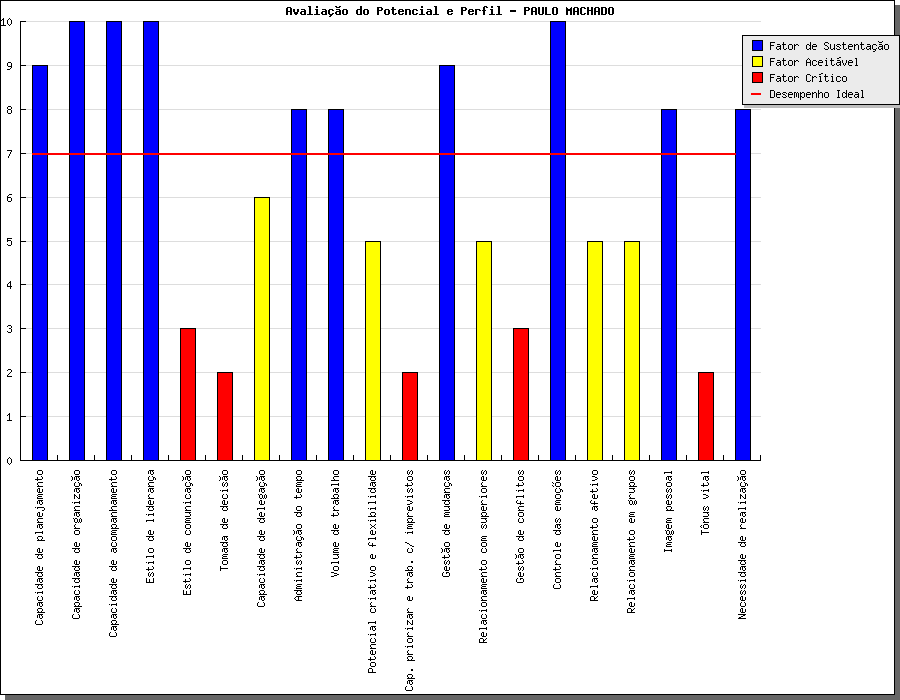 Avaliação do Potencial e Perfil - PAULO MACHADO
Fator de Sustentação
Fator Aceitável
Fator Crítico
Desempenho Ideal
10
9
8
7
6
5
4
3
2
1
0
Capacidade de planejamento
Capacidade de organização
Capacidade de acompanhamento
Estilo de liderança
Estilo de comunicação
Tomada de decisão
Capacidade de delegação
Administração do tempo
Volume de trabalho
Potencial criativo e flexibilidade
Cap. priorizar e trab. c/ imprevistos
Gestão de mudanças
Relacionamento com superiores
Gestão de conflitos
Controle das emoções
Relacionamento afetivo
Relacionamento em grupos
Imagem pessoal
Tônus vital
Necessidade de realização